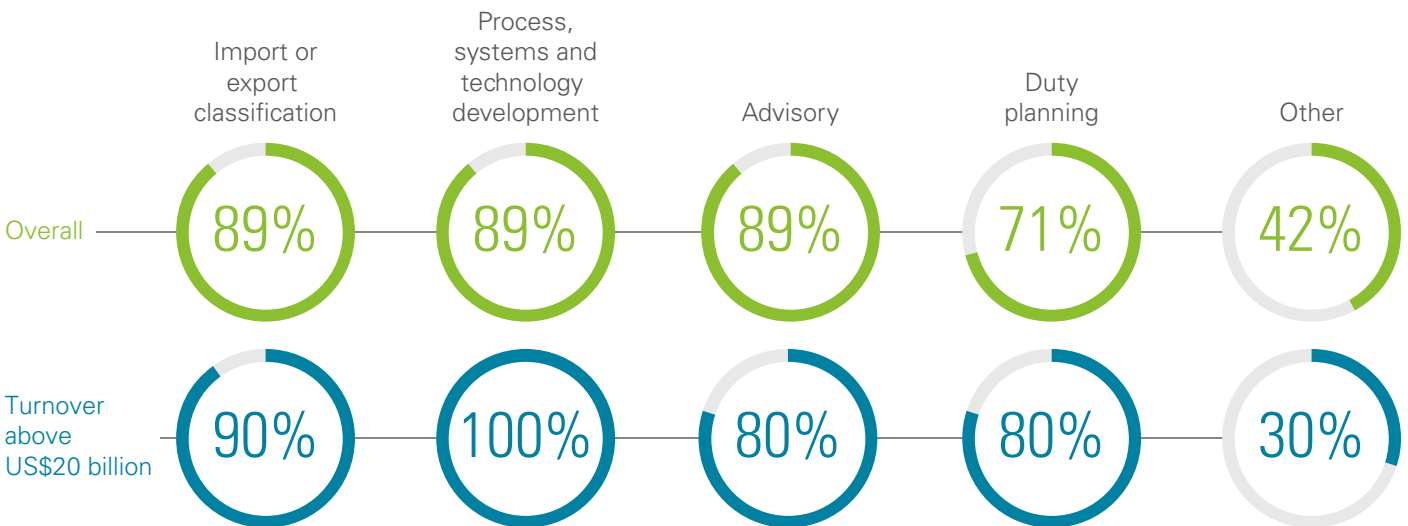 Import or
export
classification
Process,
systems and
technology
development
Advisory
Duty
planning
Other
Overall
89%
89%
89%
71%
42%
Turnover
above
US$20 billion
90%
100%
80%
80%
30%